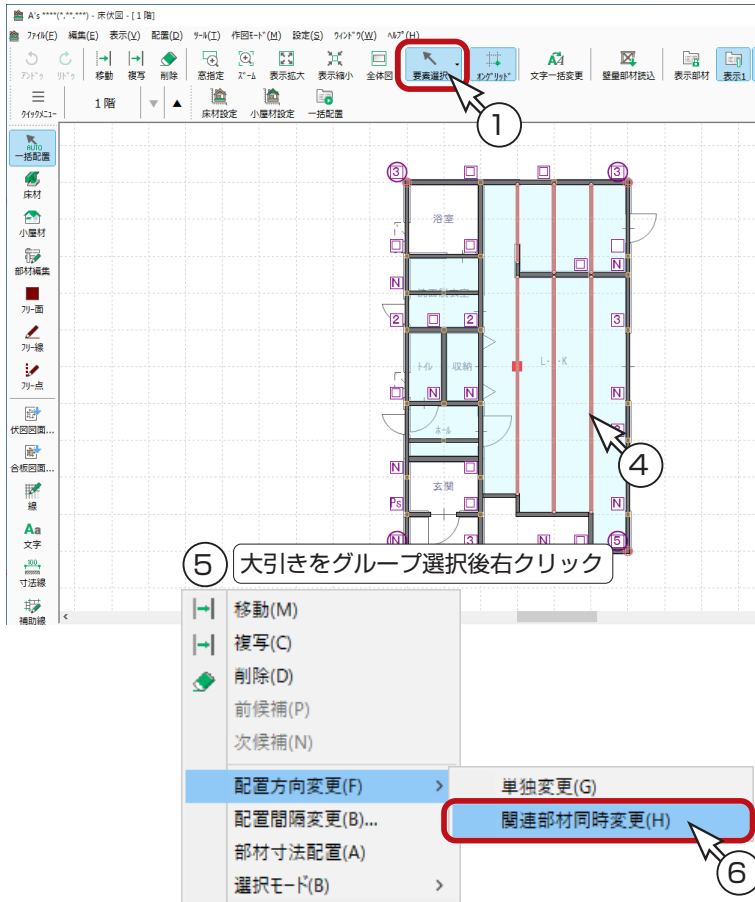 A's ****(*.**.***) - 床伏図 - [1階]
ファイル(F) 編集(E) 表示(V) 配置(D) ツール(T) 作図モード(M) 設定(S) ウインドウ(W) ヘルプ(H)
アンドゥ リドゥ 移動 複写 削除 窓指定 ズーム 表示拡大 表示縮小 全体図 要素選択 オングリッド 文字一括変更 壁量部材読込 表示部材 表示1
クイックメニュー 1階 ▼ ▲ 床材設定 小屋材設定 一括配置
①
AUTO
一括配置
床材
小屋材
部材編集
フリー面
フリー線
フリー点
伏図図面...
合板図面...
線
Aa
文字
100
寸法線
補助線
3 3
浴室
N
N
2 2 3
トイレ 収納 L・・K
N N N
ホール
④
N
玄関
Ps N
N 3 N 5
⑤ 大引きをグループ選択後右クリック
移動(M)
複写(C)
削除(D)
前候補(P)
次候補(N)
配置方向変更(F) >
配置間隔変更(B)...
部材寸法配置(A)
選択モード(B) >
単独変更(G)
関連部材同時変更(H)
⑥